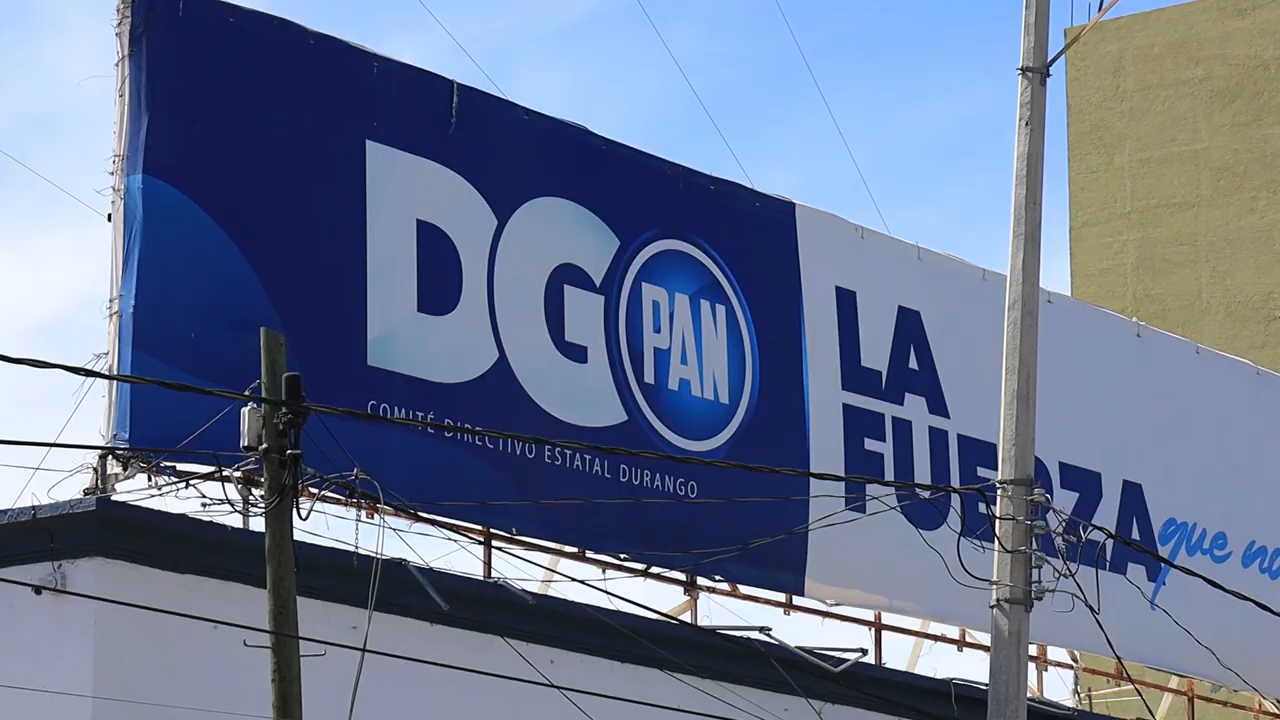 DG
PAN
COMITÉ DIRECTIVO ESTATAL DURANGO
LA
FUERZA
que